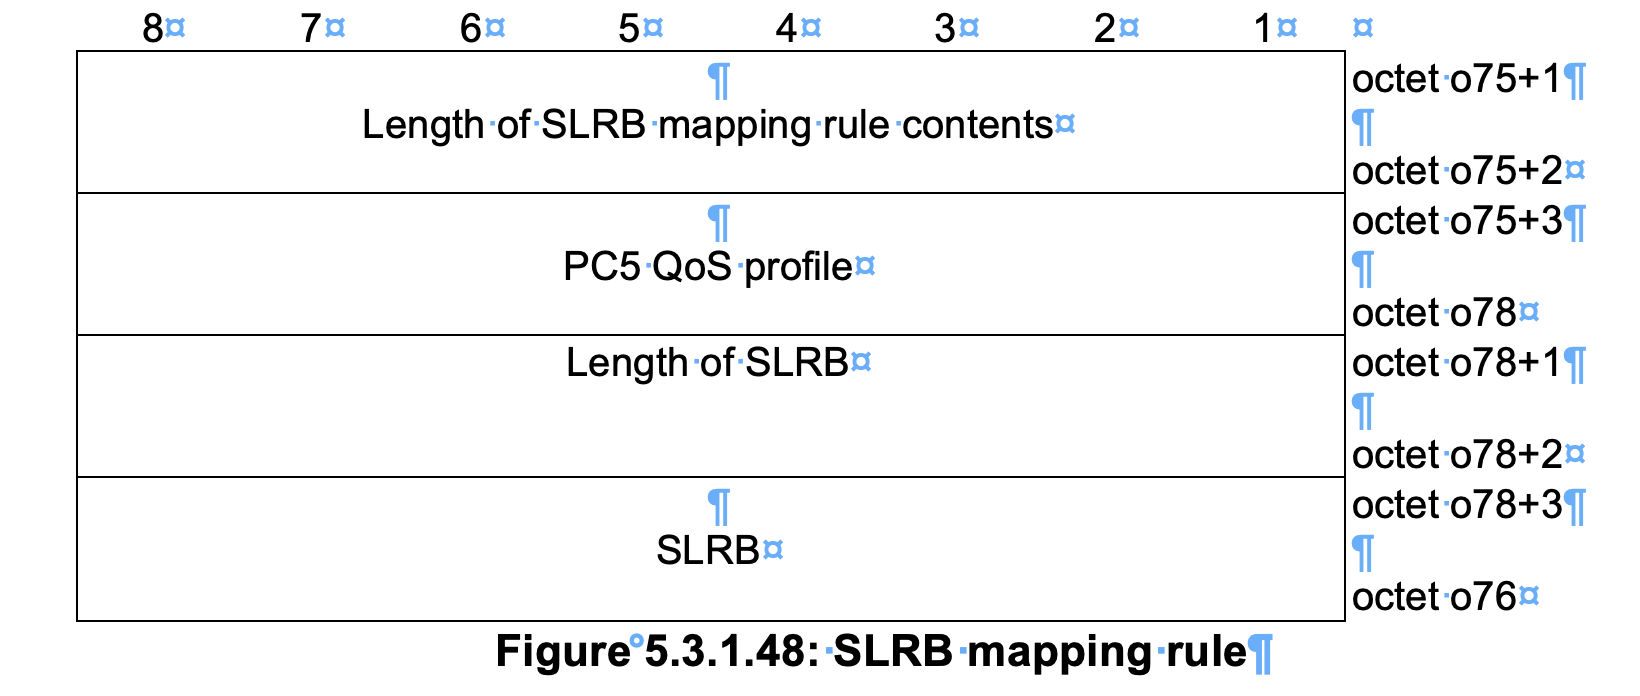 8¤ 7¤ 6¤ 5¤ 4¤ 3¤ 2¤ 1¤ ¤
¶ octet·o75+1¶
Length·of·SLRB·mapping·rule·contents¤ ¶
octet·o75+2¤
¶ octet·o75+3¶
PC5·QoS·profile¤ ¶
octet·o78¤
Length·of·SLRB¤ octet·o78+1¶
¶
octet·o78+2¤
¶ octet·o78+3¶
SLRB¤ ¶
octet·o76¤
Figure°5.3.1.48:·SLRB·mapping·rule¶